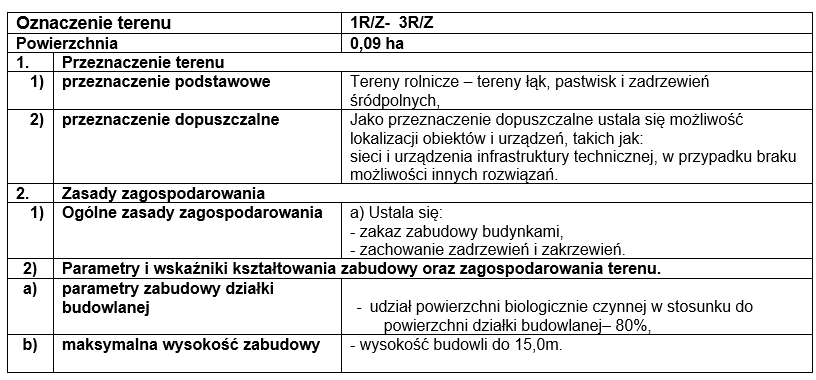 Oznaczenie terenu 1R/Z- 3R/Z
Powierzchnia 0,09 ha
1. Przeznaczenie terenu
1) przeznaczenie podstawowe Tereny rolnicze – tereny łąk, pastwisk i zadrzewień
śródpolnych,
2) przeznaczenie dopuszczalne Jako przeznaczenie dopuszczalne ustala się możliwość
lokalizacji obiektów i urządzeń, takich jak:
sieci i urządzenia infrastruktury technicznej, w przypadku braku
możliwości innych rozwiązań.
2. Zasady zagospodarowania
1) Ogólne zasady zagospodarowania a) Ustala się:
- zakaz zabudowy budynkami,
- zachowanie zadrzewień i zakrzewień.
2) Parametry i wskaźniki kształtowania zabudowy oraz zagospodarowania terenu.
a) parametry zabudowy działki
budowlanej
- udział powierzchni biologicznie czynnej w stosunku do
powierzchni działki budowlanej– 80%,
b) maksymalna wysokość zabudowy - wysokość budowli do 15,0m.